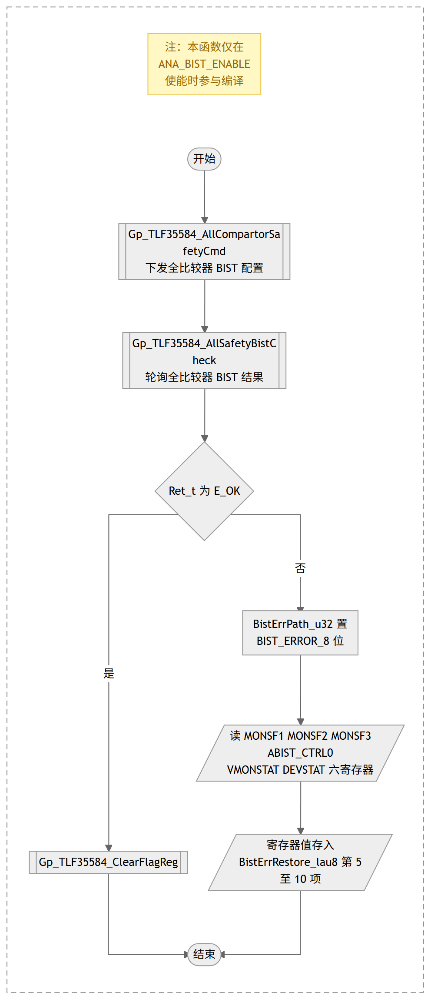 注：本函数仅在
ANA_BIST_ENABLE
使能时参与编译
开始
Gp_TLF35584_AllCompartorSa
fetyCmd
下发全比较器 BIST 配置
Gp_TLF35584_AllSafetyBistC
heck
轮询全比较器 BIST 结果
Ret_t 为 E_OK
否
BistErrPath_u32 置
BIST_ERROR_8 位
是
读 MONSF1 MONSF2 MONSF3
ABIST_CTRL0
VMONSTAT DEVSTAT 六寄存器
寄存器值存入
BistErrRestore_lau8 第 5
至 10 项
Gp_TLF35584_ClearFlagReg
结束